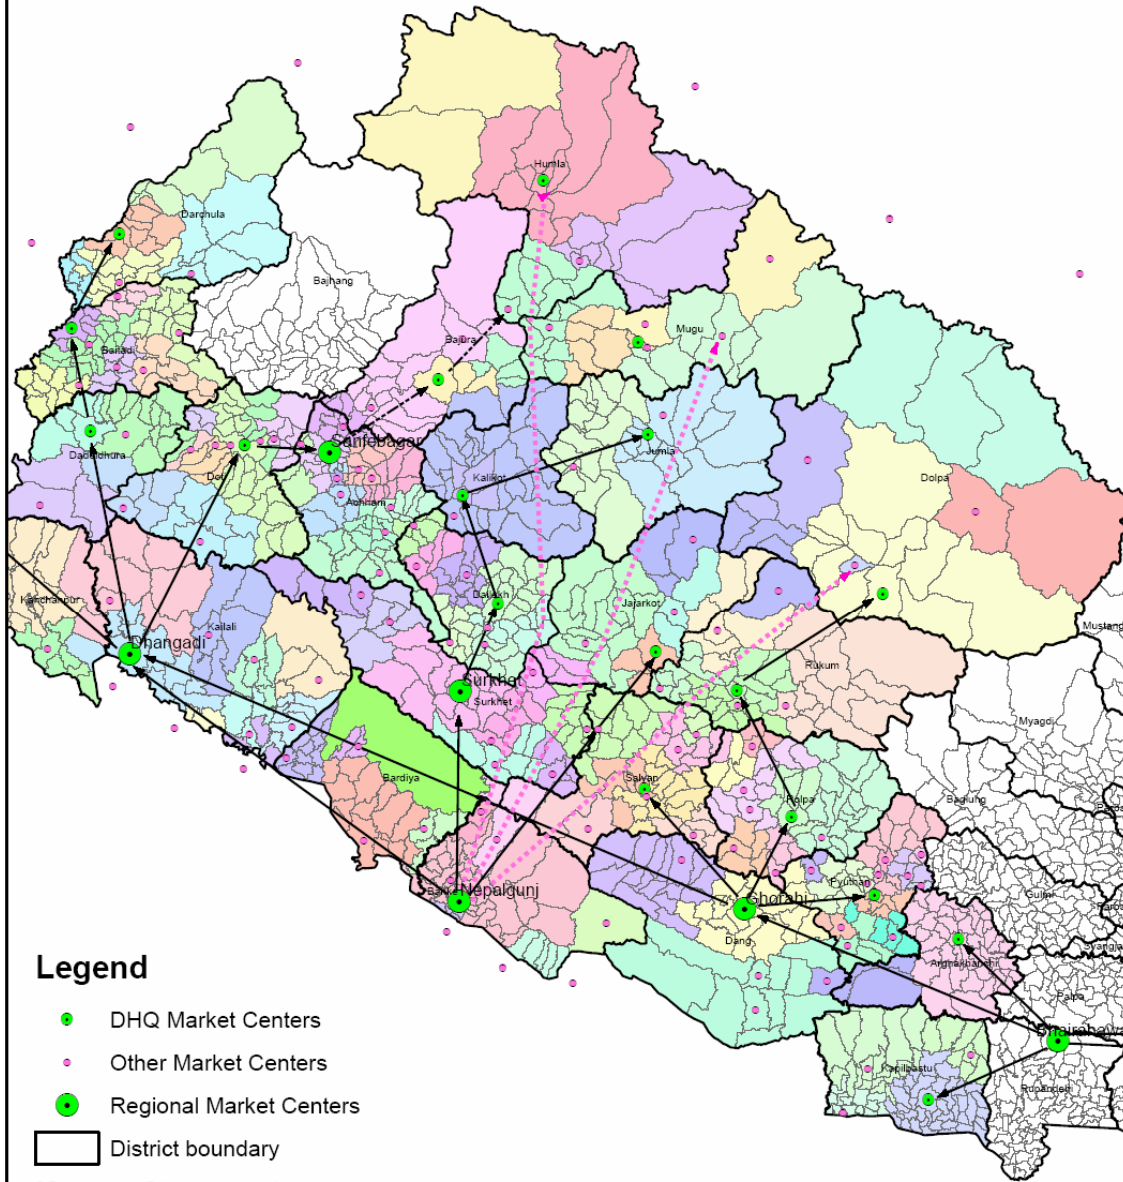 Humla
Darchula
Bajhang
Mugu
Bajura
Baitadi
Sanfebagar
Dadeldhura
Jumla
Doti
Kalikot
Dolpa
Achham
Kanchanpur
Dailekh
Jajarkot
Mustang
Kailali
Dhangadi
Rukum
Surkhet
Surkhet
Myagdi
Bardiya
Salyan
Baglung
Rolpa
Nepalgunj
Pyuthan
Gulmi
Ghorahi
Dang
Syangja
Arghakhanchi
Palpa
Bhairahawa
Kapilbastu
Rupandehi
Legend
DHQ Market Centers
Other Market Centers
Regional Market Centers
District boundary